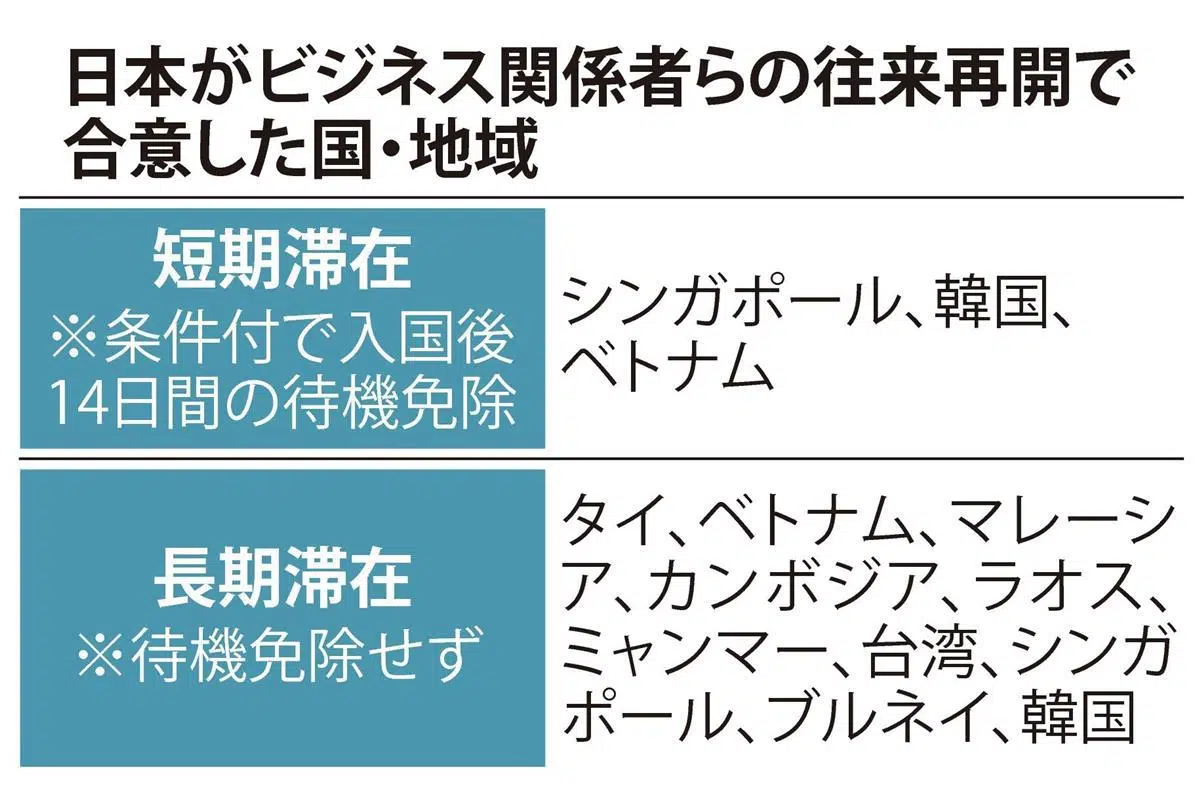 日本がビジネス関係者らの往来再開で
合意した国・地域
短期滞在
※条件付で入国後
14日間の待機免除
シンガポール、韓国、
ベトナム
長期滞在
※待機免除せず
タイ、ベトナム、マレーシ
ア、カンボジア、ラオス、
ミャンマー、台湾、シンガ
ポール、ブルネイ、韓国